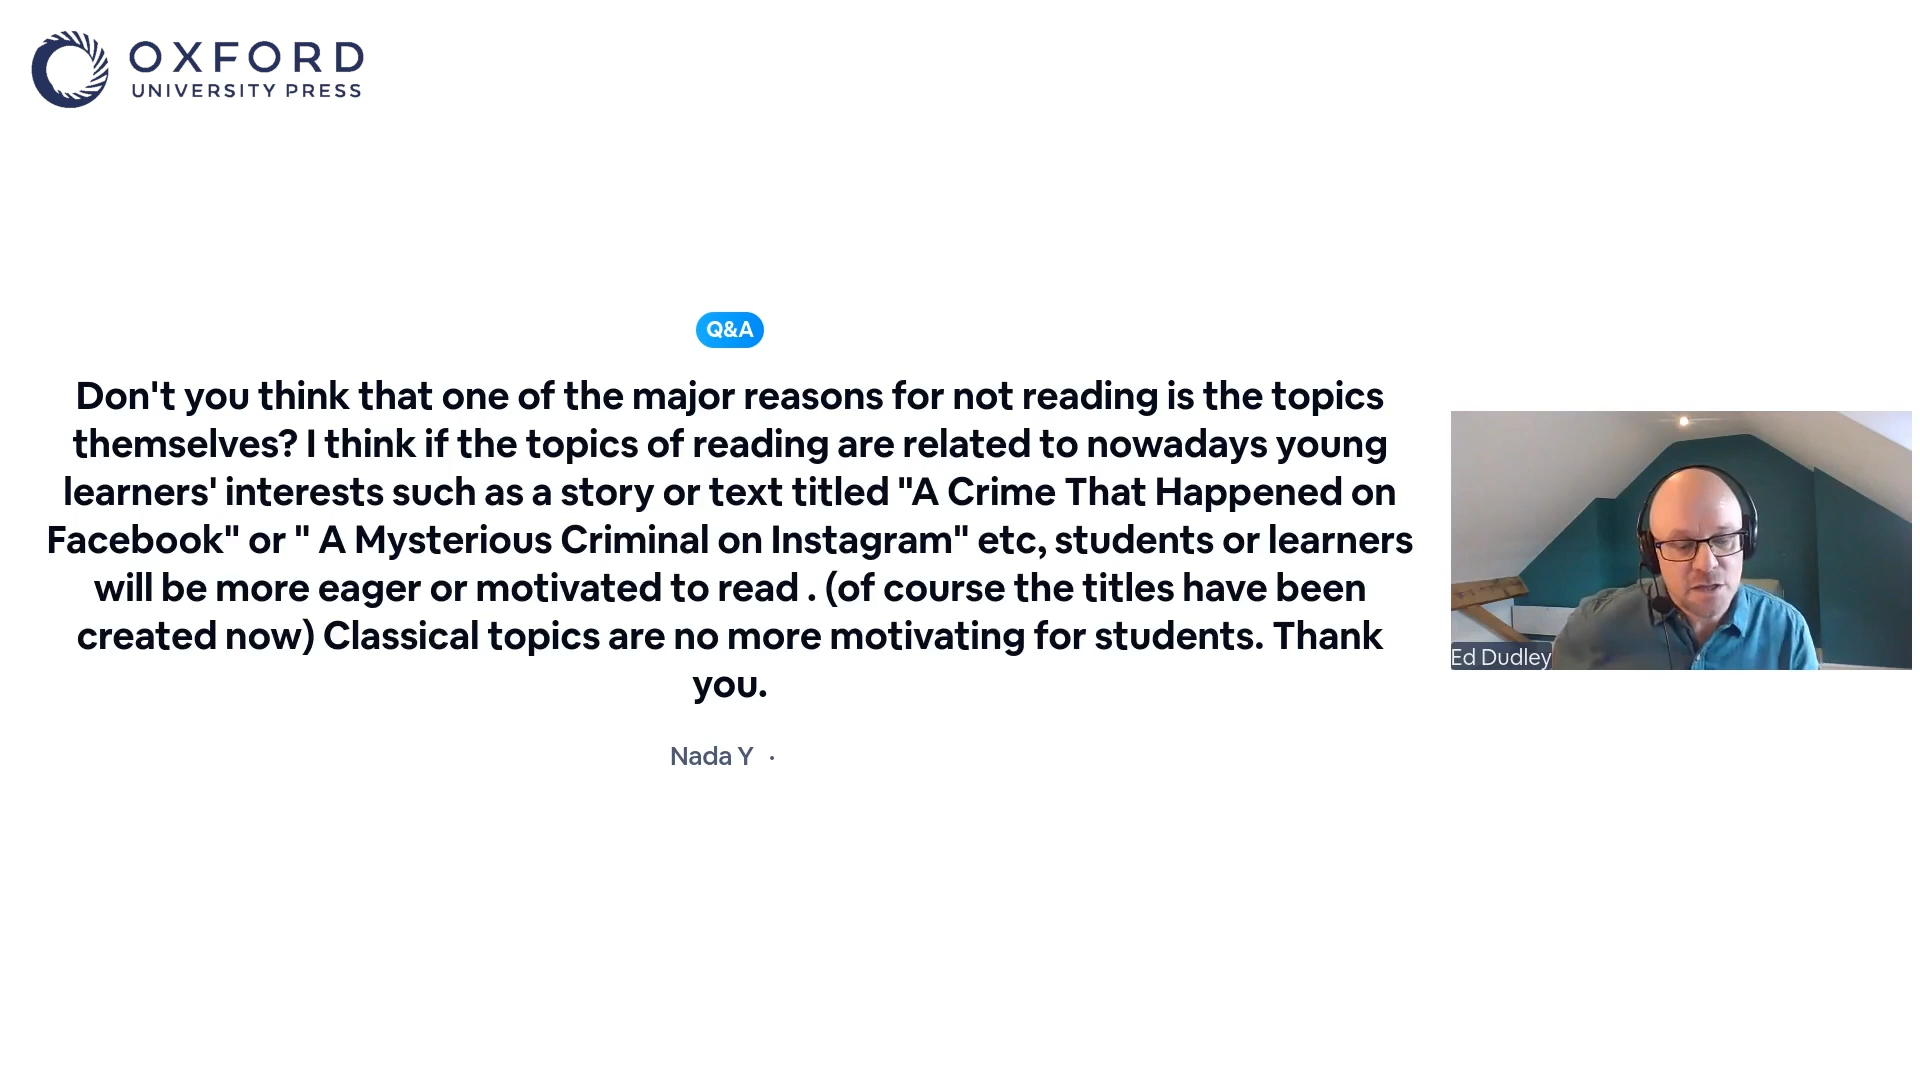 OXFORD
UNIVERSITY PRESS
Q&A
Don't you think that one of the major reasons for not reading is the topics
themselves? I think if the topics of reading are related to nowadays young
learners' interests such as a story or text titled "A Crime That Happened on
Facebook" or " A Mysterious Criminal on Instagram" etc, students or learners
will be more eager or motivated to read . (of course the titles have been
created now) Classical topics are no more motivating for students. Thank
you.
Nada Y ·
Ed Dudley